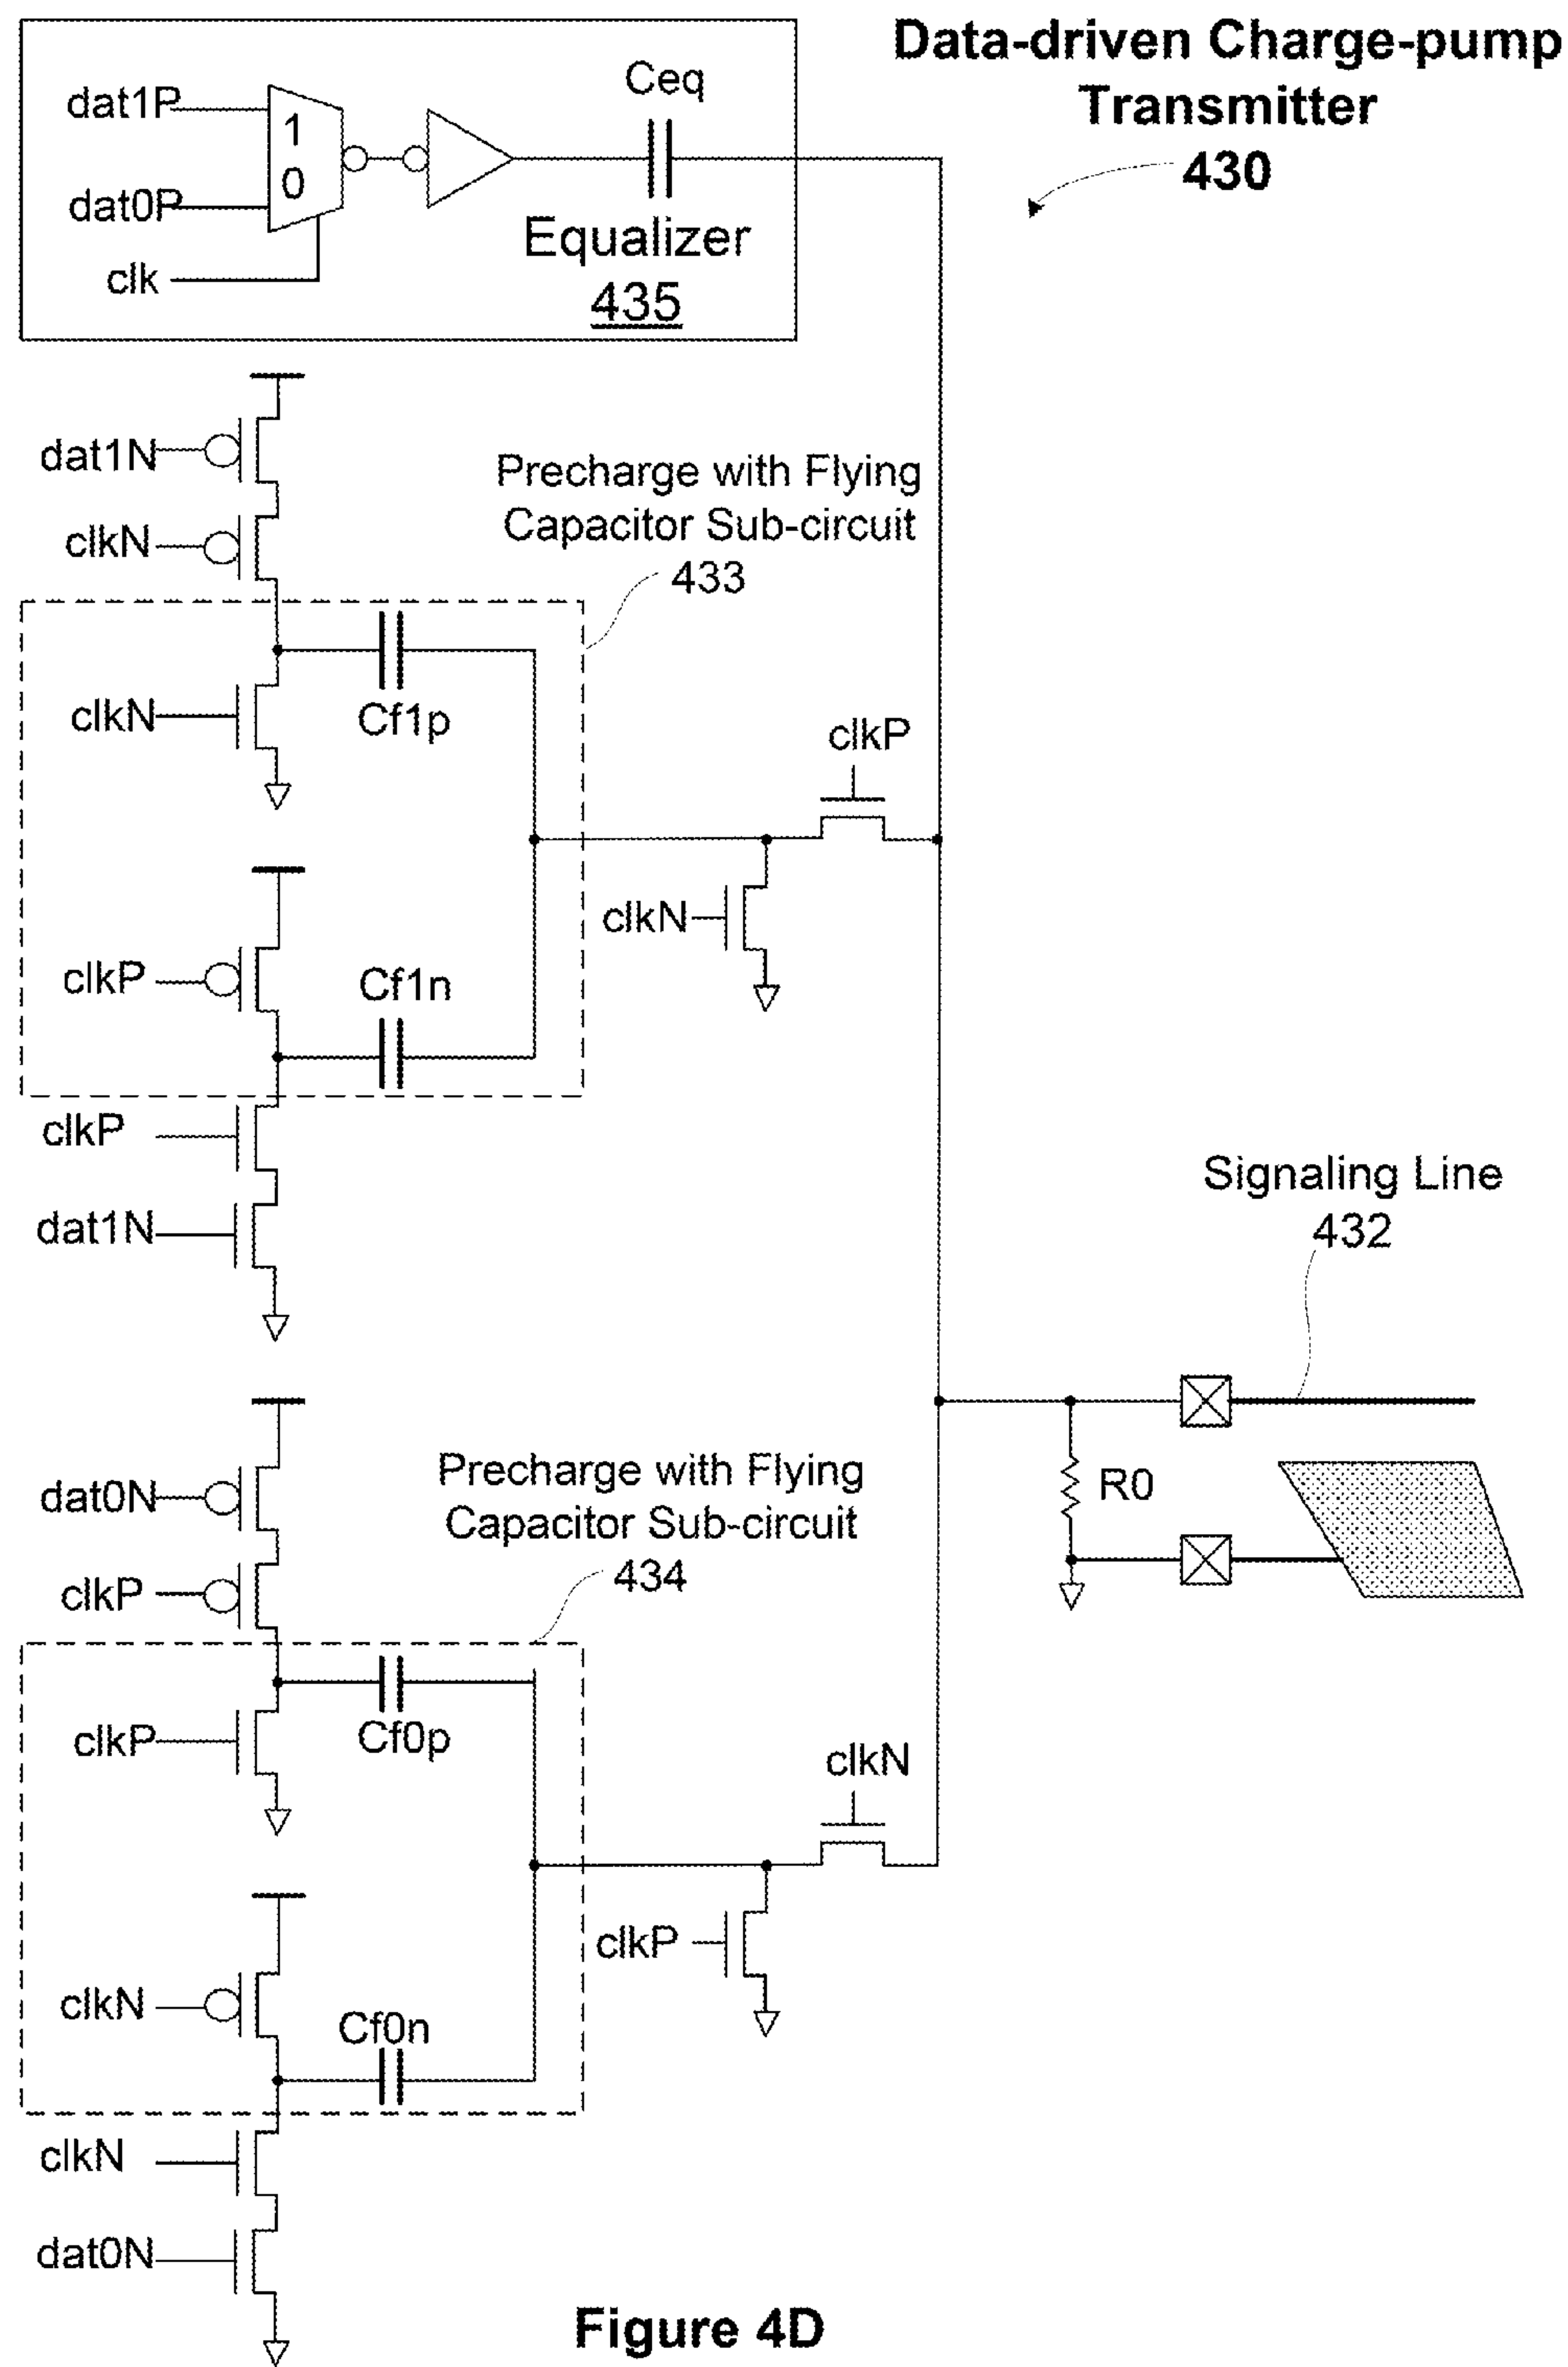 Data-driven Charge-pump
Transmitter
430
dat1P
1
0
dat0P
clk
Ceq
Equalizer
435
dat1N
clkN
Precharge with Flying
Capacitor Sub-circuit
433
clkN
Cf1p
clkP
clkN
clkP
Cf1n
clkP
dat1N
Signaling Line
432
dat0N
clkP
Precharge with Flying
Capacitor Sub-circuit
434
R0
clkP
Cf0p
clkN
clkP
clkN
Cf0n
clkN
dat0N
Figure 4D